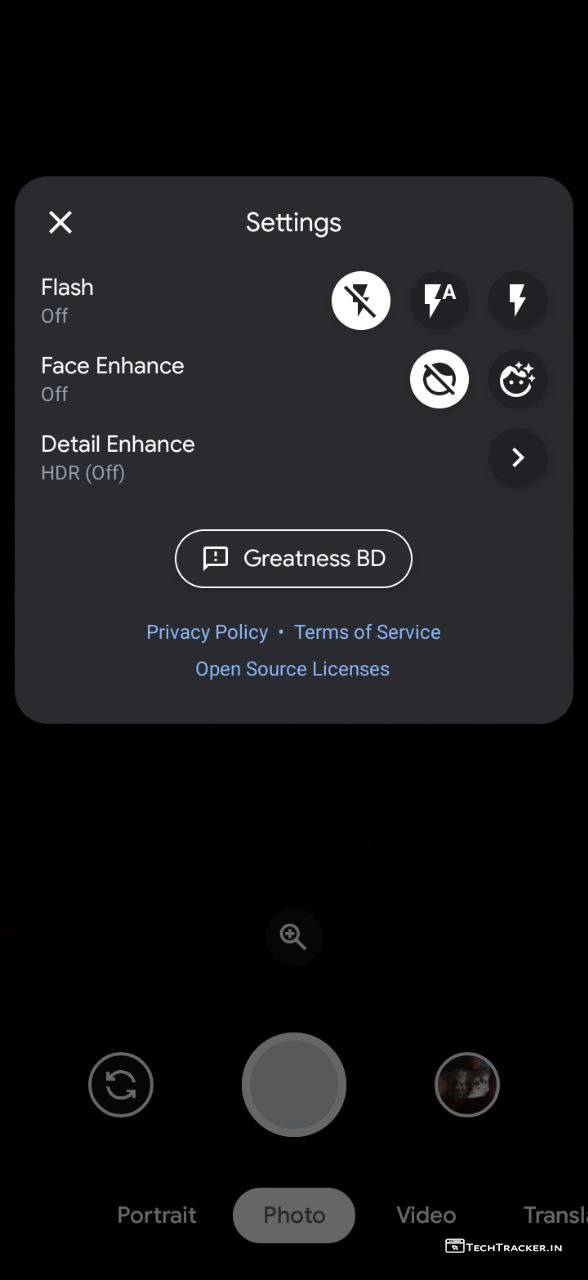 Settings
Flash
Off
A
Face Enhance
Off
Detail Enhance
HDR (Off)
Greatness BD
Privacy Policy • Terms of Service
Open Source Licenses
Portrait Photo Video Transl
TECHTRACKER.IN